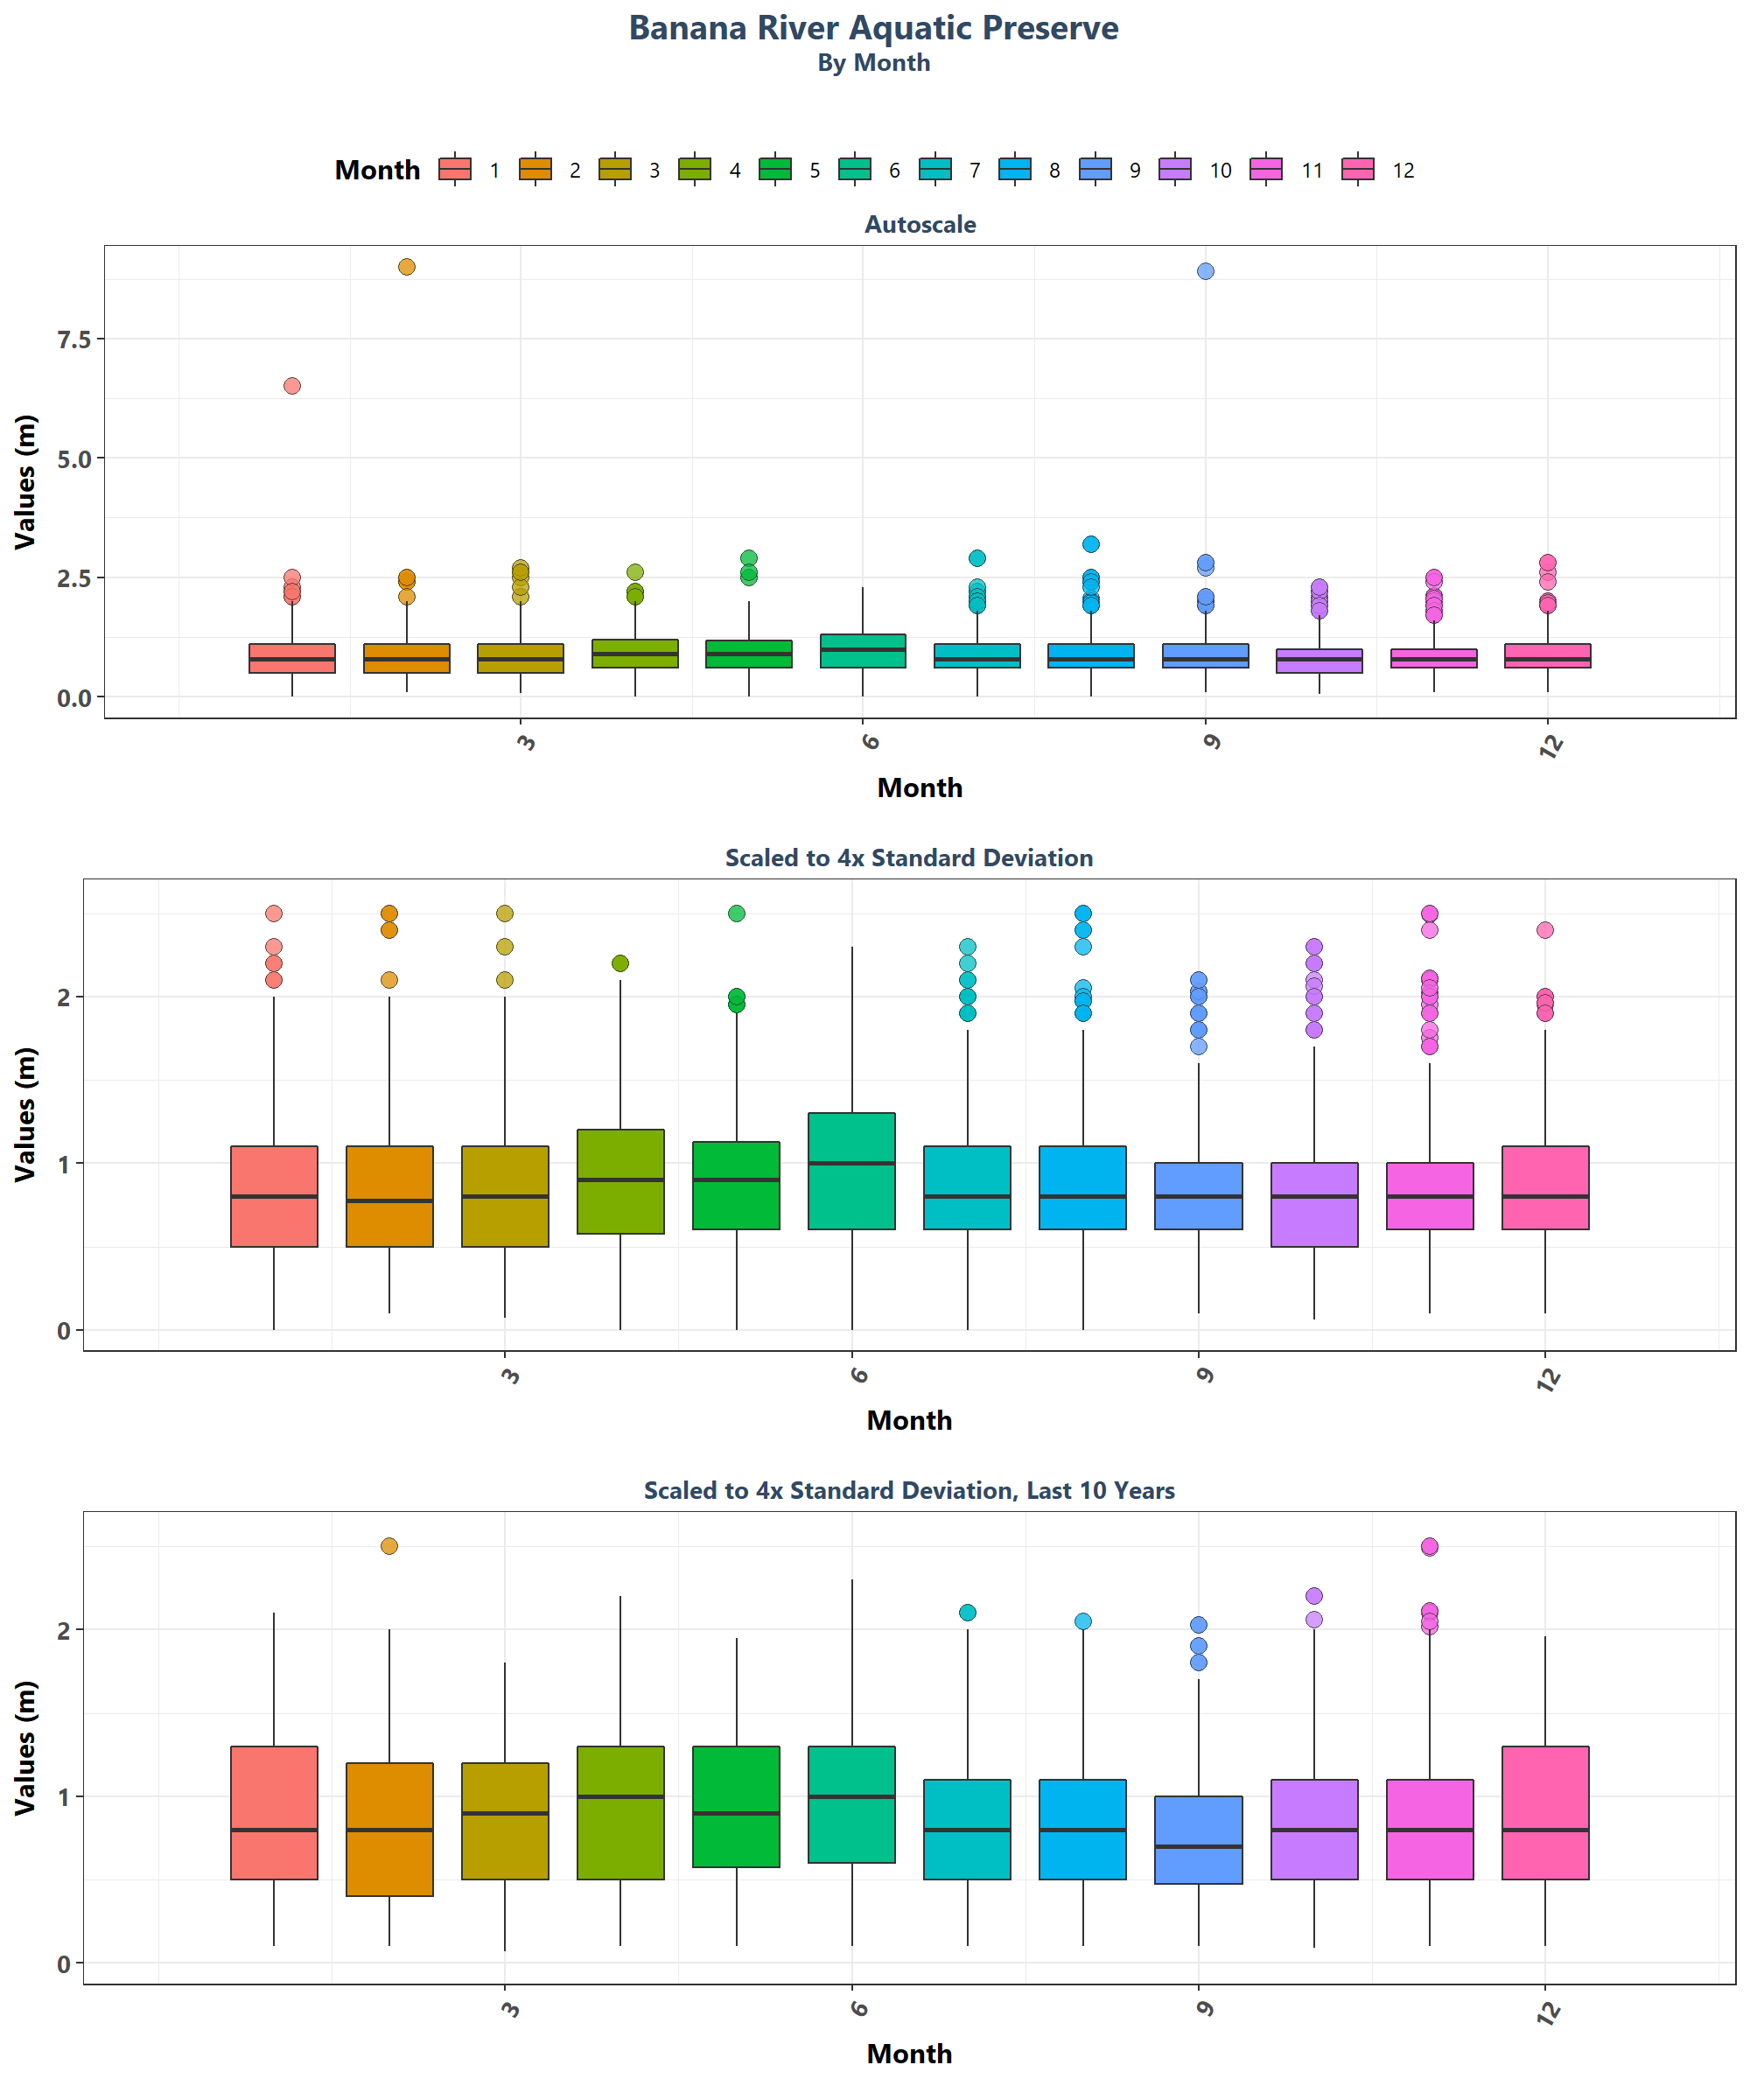 Banana River Aquatic Preserve
By Month
Month 1 2 3 4 5 6 7 8 9 10 11 12
Autoscale
Values (m)
7.5
5.0
2.5
0.0
3 6 9 12
Month
Scaled to 4x Standard Deviation
Values (m)
2
1
0
3 6 9 12
Month
Scaled to 4x Standard Deviation, Last 10 Years
Values (m)
2
1
0
3 6 9 12
Month